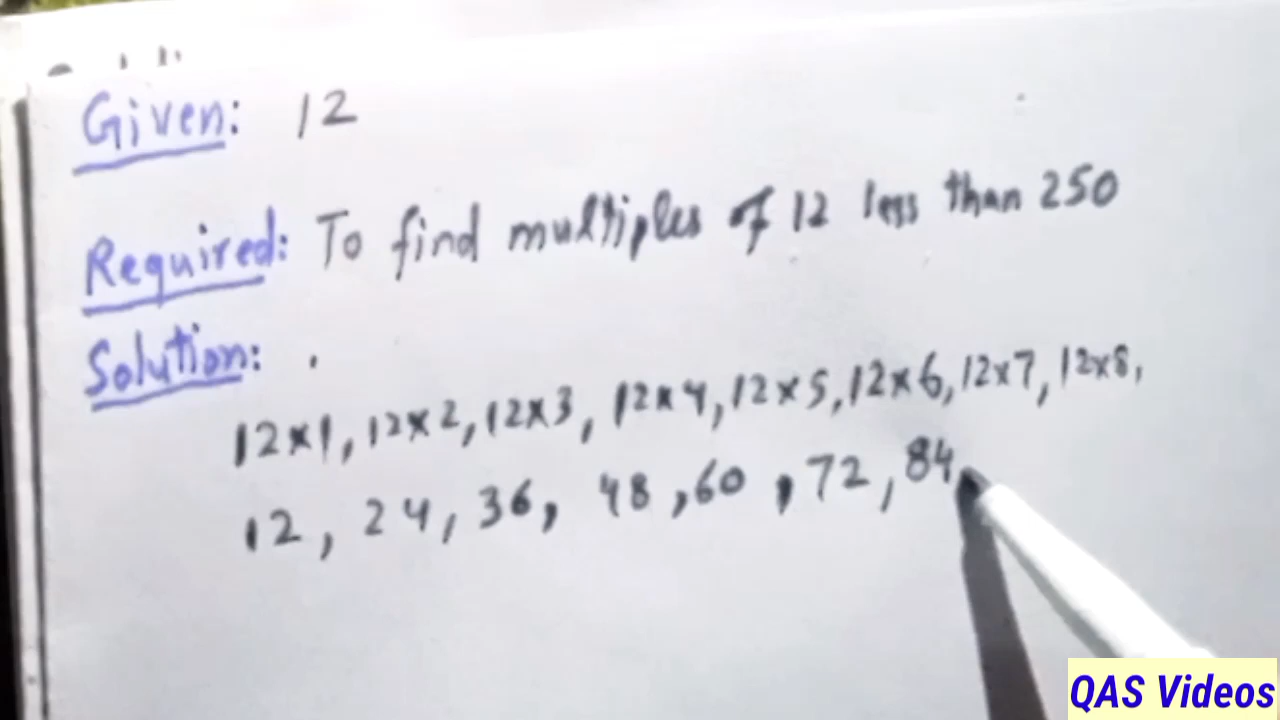 Given: 12
Required: To find multiples of 12 less than 250
Solution:
12×1, 12×2, 12×3, 12×4, 12×5, 12×6, 12×7, 12×8,
12, 24, 36, 48, 60, 72, 84
QAS Videos